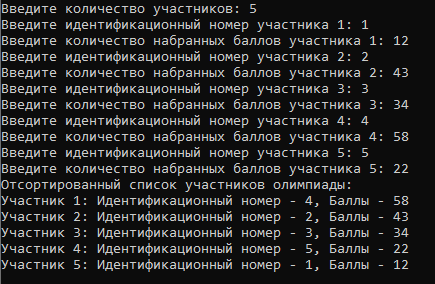 Введите количество участников: 5
Введите идентификационный номер участника 1: 1
Введите количество набранных баллов участника 1: 12
Введите идентификационный номер участника 2: 2
Введите количество набранных баллов участника 2: 43
Введите идентификационный номер участника 3: 3
Введите количество набранных баллов участника 3: 34
Введите идентификационный номер участника 4: 4
Введите количество набранных баллов участника 4: 58
Введите идентификационный номер участника 5: 5
Введите количество набранных баллов участника 5: 22
Отсортированный список участников олимпиады:
Участник 1: Идентификационный номер - 4, Баллы - 58
Участник 2: Идентификационный номер - 2, Баллы - 43
Участник 3: Идентификационный номер - 3, Баллы - 34
Участник 4: Идентификационный номер - 5, Баллы - 22
Участник 5: Идентификационный номер - 1, Баллы - 12